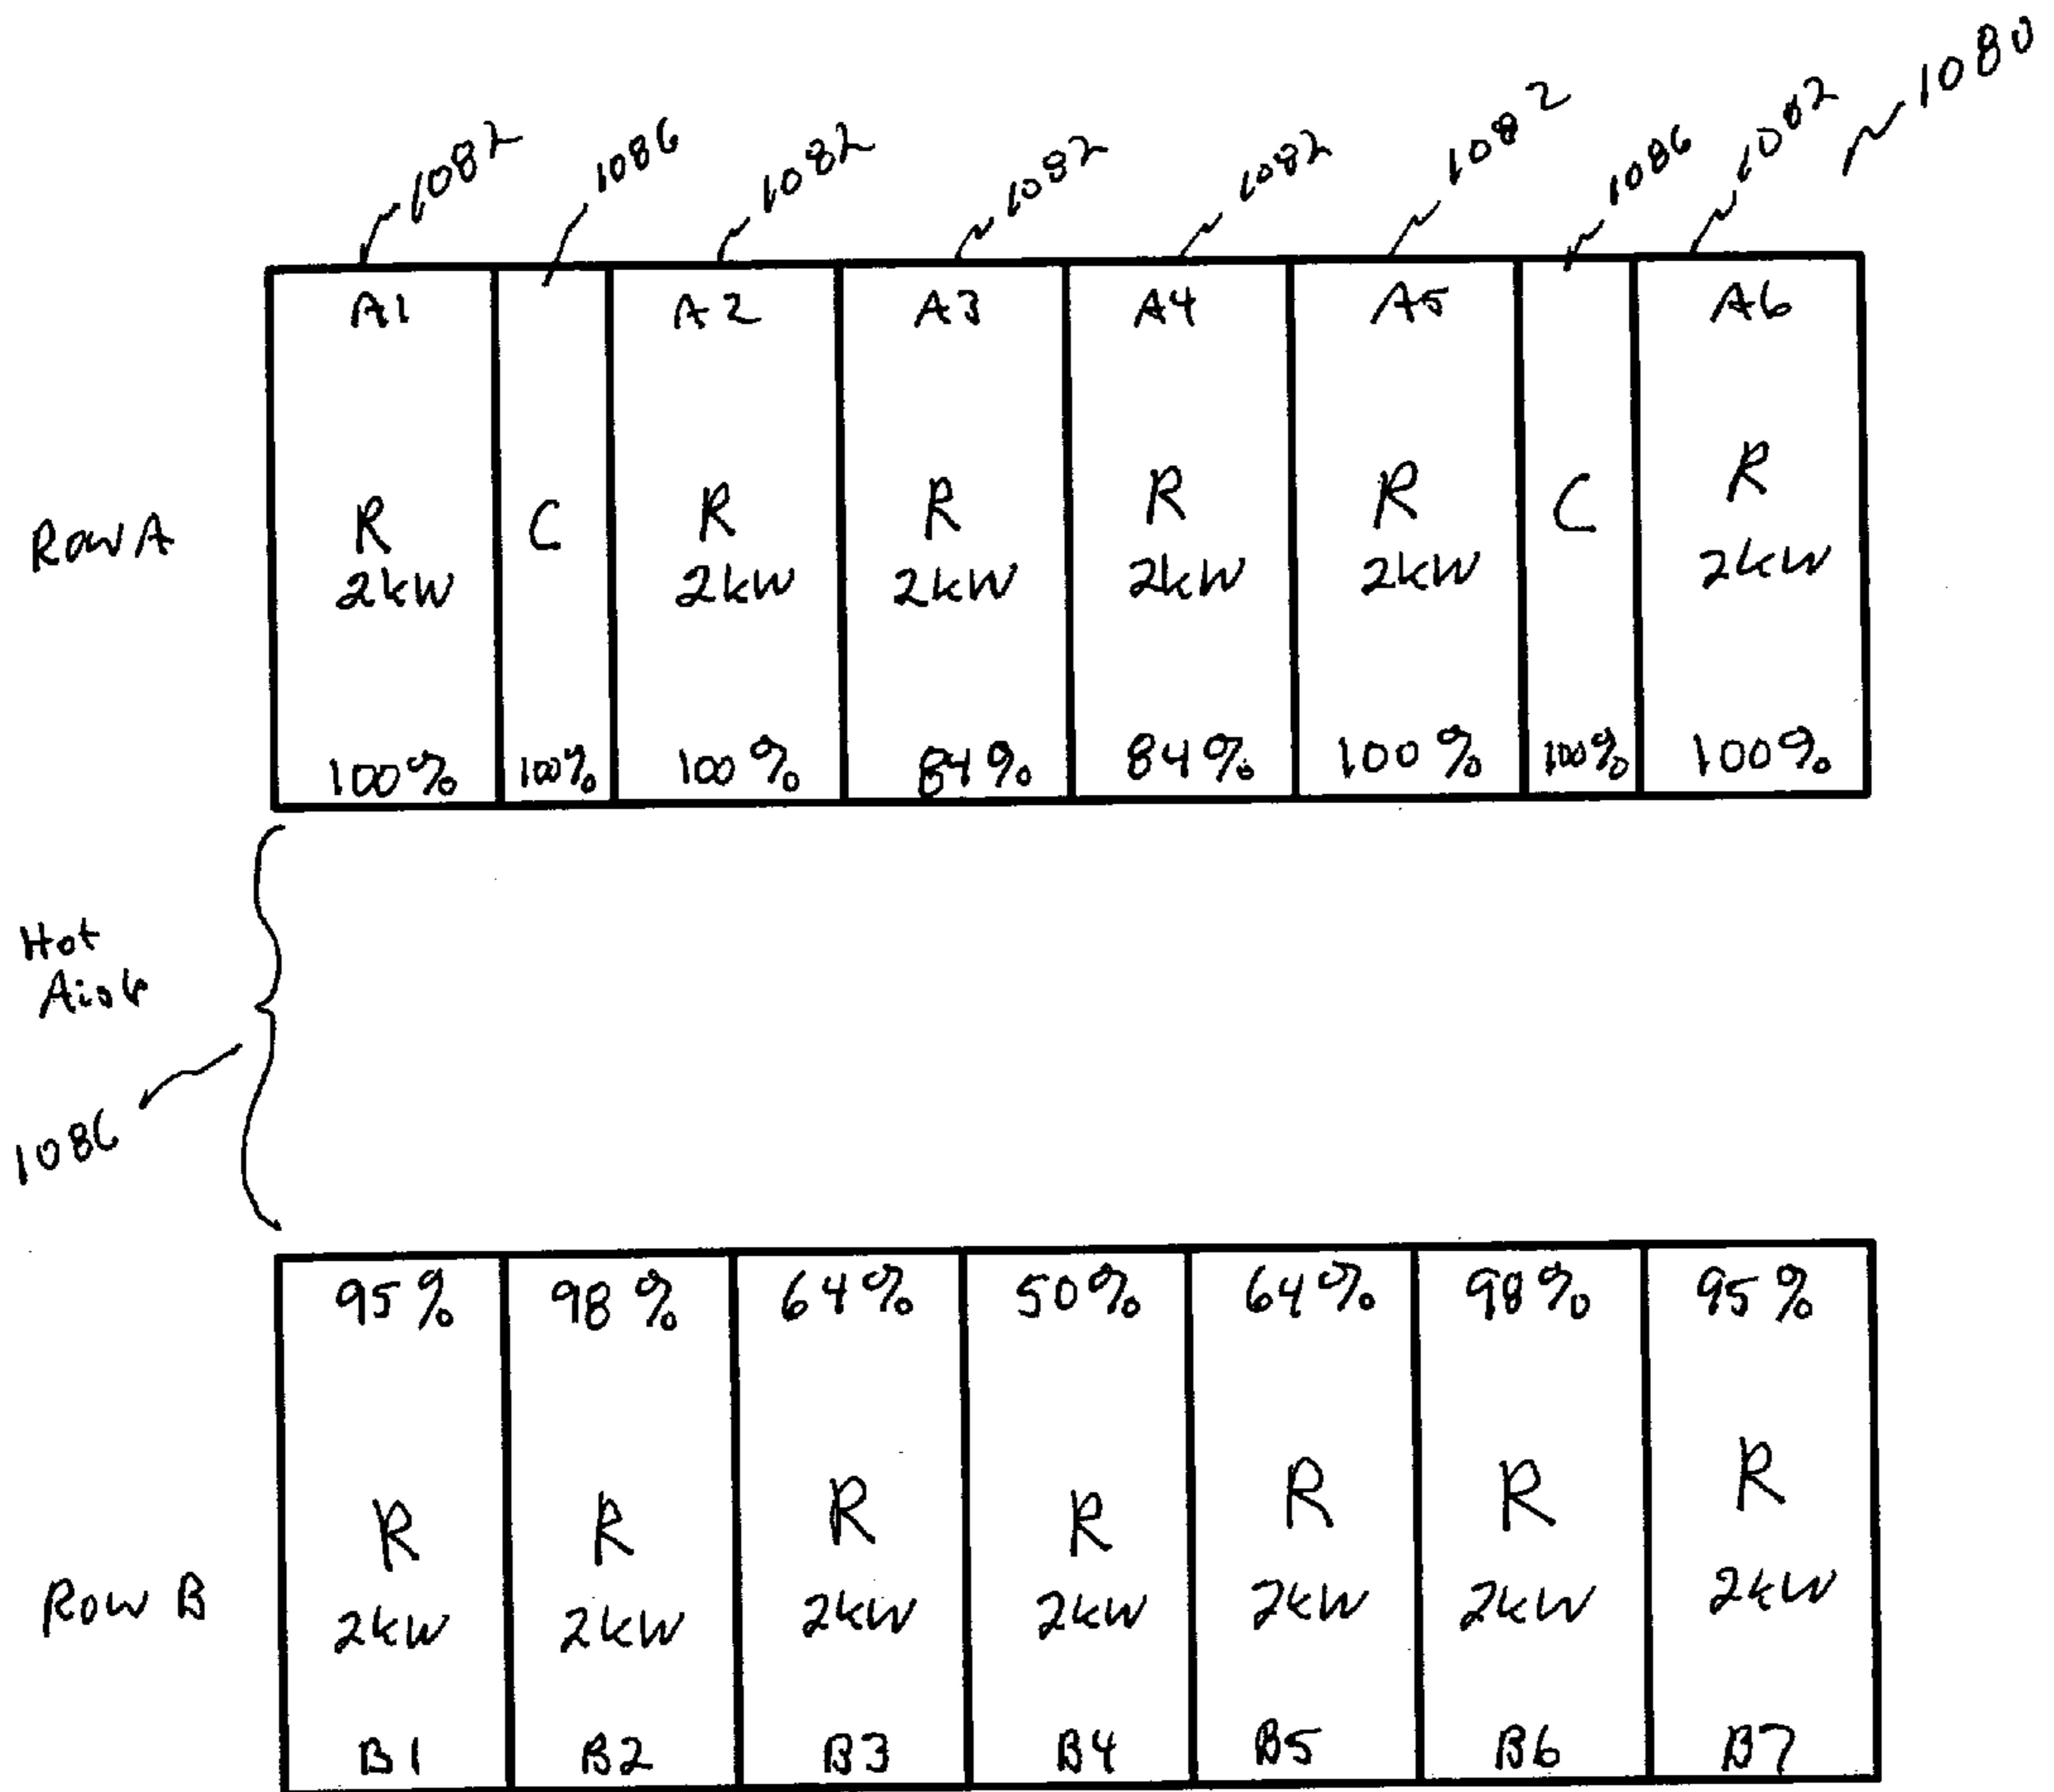 1080
1082 1086 1082 1082 1082 1082 1086 1082
A1 A2 A3 A4 A5 A6
Row A
R C R R R R C R
2kW 2kW 2kW 2kW 2kW 2kW
100% 100% 100% 84% 84% 100% 100% 100%
Hot
Aisle
1086
95% 98% 64% 50% 64% 98% 95%
R R R R R R R
Row B
2kW 2kW 2kW 2kW 2kW 2kW 2kW
B1 B2 B3 B4 B5 B6 B7